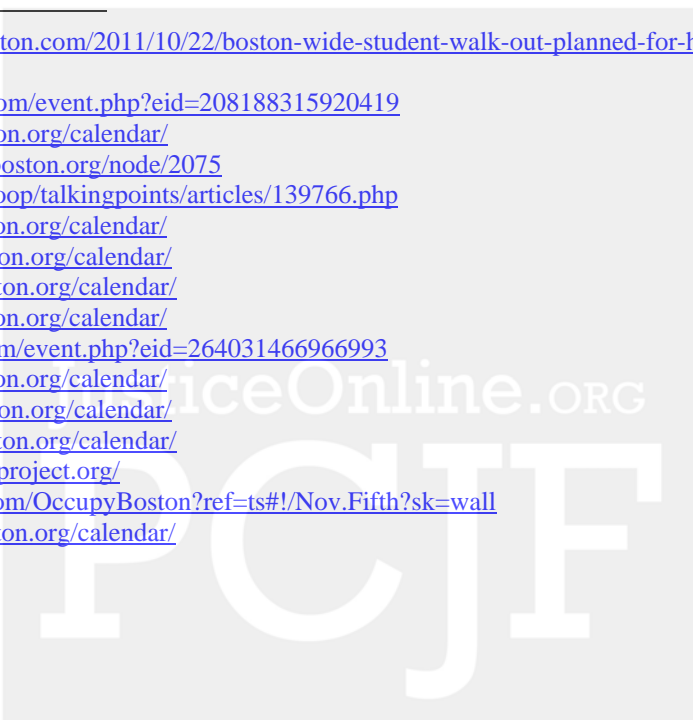 ton.com/2011/10/22/boston-wide-student-walk-out-planned-for-h
om/event.php?eid=208188315920419
on.org/calendar/
boston.org/node/2075
oop/talkingpoints/articles/139766.php
on.org/calendar/
on.org/calendar/
ton.org/calendar/
on.org/calendar/
m/event.php?eid=264031466966993
on.org/calendar/
on.org/calendar/
ton.org/calendar/
project.org/
om/OccupyBoston?ref=ts#!/Nov.Fifth?sk=wall
ton.org/calendar/
JusticeOnline.ORG
PCJF